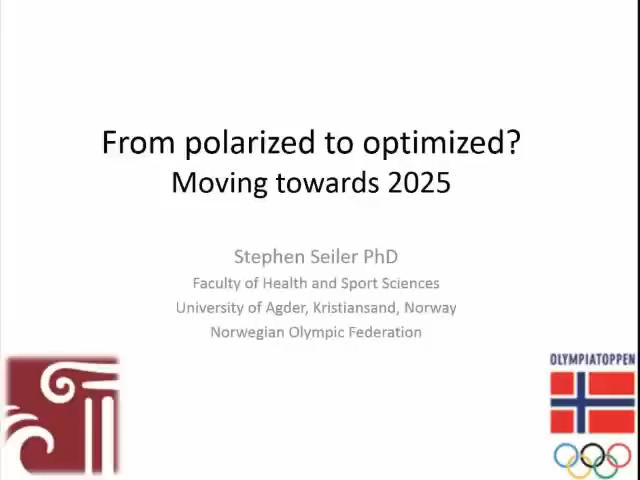 From polarized to optimized?
Moving towards 2025
Stephen Seiler PhD
Faculty of Health and Sport Sciences
University of Agder, Kristiansand, Norway
Norwegian Olympic Federation
OLYMPIATOPPEN